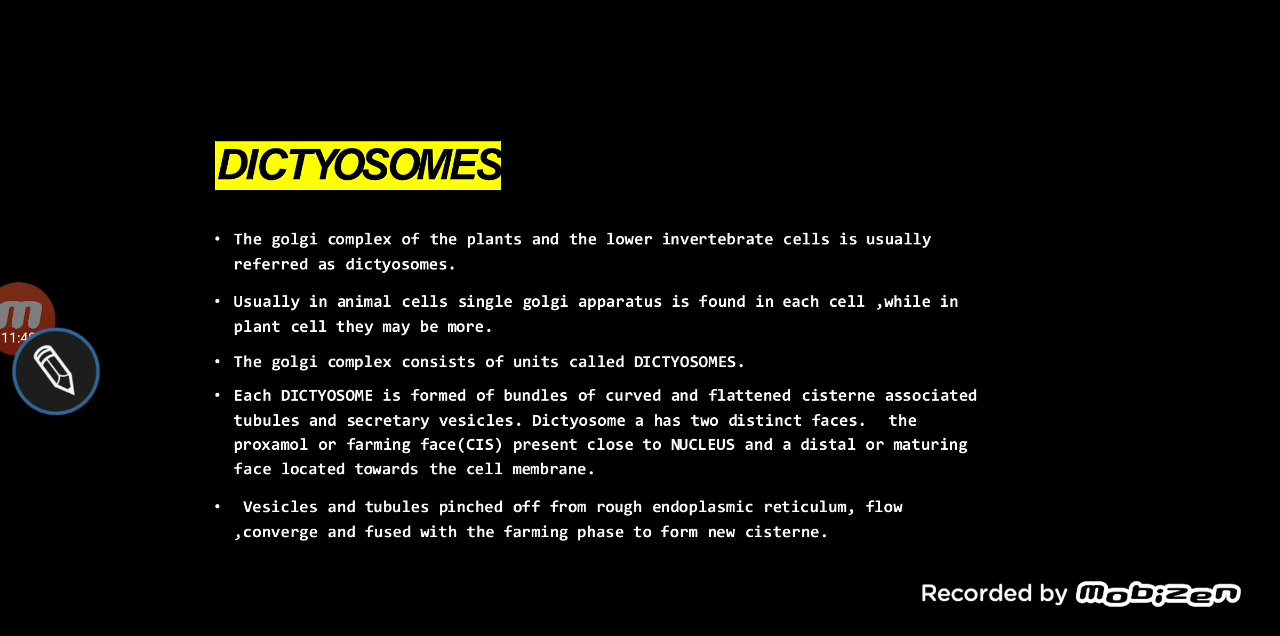 DICTYOSOMES
• The golgi complex of the plants and the lower invertebrate cells is usually
referred as dictyosomes.
• Usually in animal cells single golgi apparatus is found in each cell ,while in
plant cell they may be more.
• The golgi complex consists of units called DICTYOSOMES.
• Each DICTYOSOME is formed of bundles of curved and flattened cisterne associated
tubules and secretary vesicles. Dictyosome a has two distinct faces.  the
proxamol or farming face(CIS) present close to NUCLEUS and a distal or maturing
face located towards the cell membrane.
• Vesicles and tubules pinched off from rough endoplasmic reticulum, flow
,converge and fused with the farming phase to form new cisterne.
Recorded by mobizen